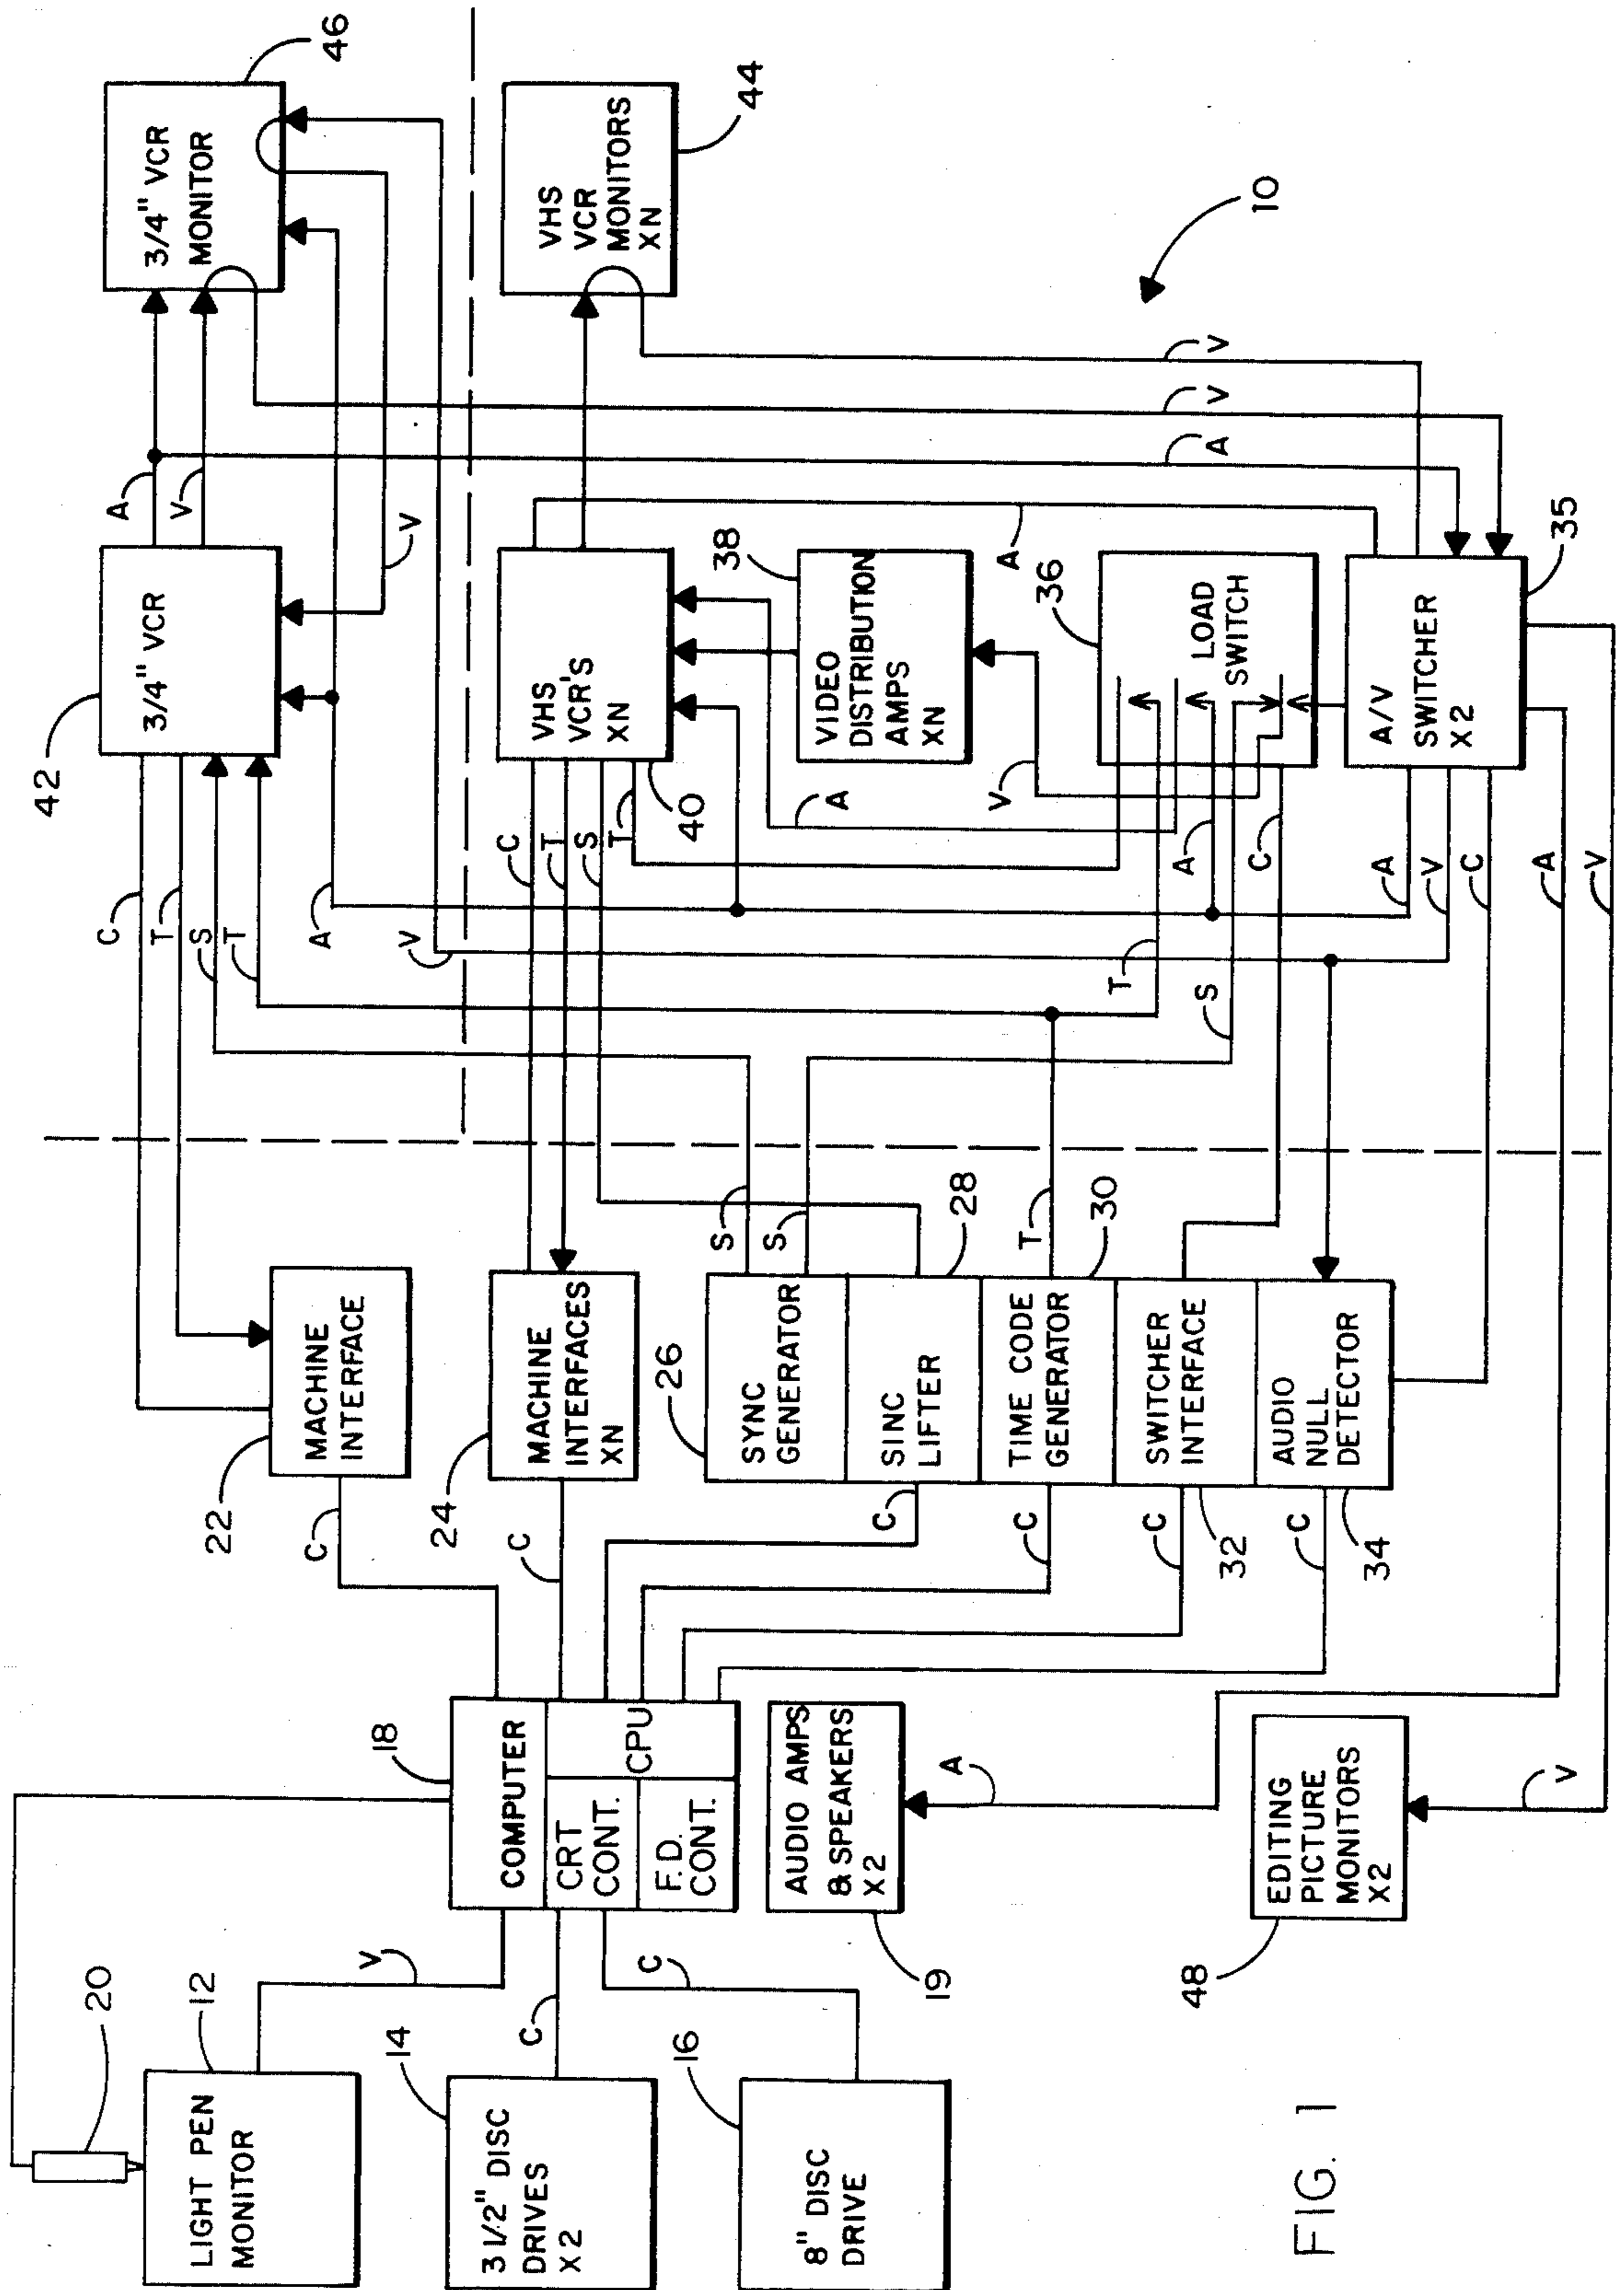 20
LIGHT PEN
MONITOR
12
V
14
3 1/2" DISC
DRIVES
X2
C
16
8" DISC
DRIVE
C
18
COMPUTER
CRT
CONT.
CPU
F.D.
CONT.
AUDIO AMPS
& SPEAKERS
X2
19
A
EDITING
PICTURE
MONITORS
X2
48
V
22
MACHINE
INTERFACE
C
24
MACHINE
INTERFACES
XN
C
26
SYNC
GENERATOR
S
S
SINC
LIFTER
28
C
TIME CODE
GENERATOR
30
T
C
SWITCHER
INTERFACE
32
C
AUDIO
NULL
DETECTOR
34
C
C
T
S
T
A
V
42
3/4" VCR
A
V
V
3/4" VCR
MONITOR
46
C
T
S
T
VHS
VCR'S
XN
40
A
VHS
VCR
MONITORS
XN
44
38
VIDEO
DISTRIBUTION
AMPS
XN
V
A
36
LOAD
SWITCH
T
S
A
C
A/V
SWITCHER
X2
35
A
V
C
A
V
A
V
V
10
FIG. 1